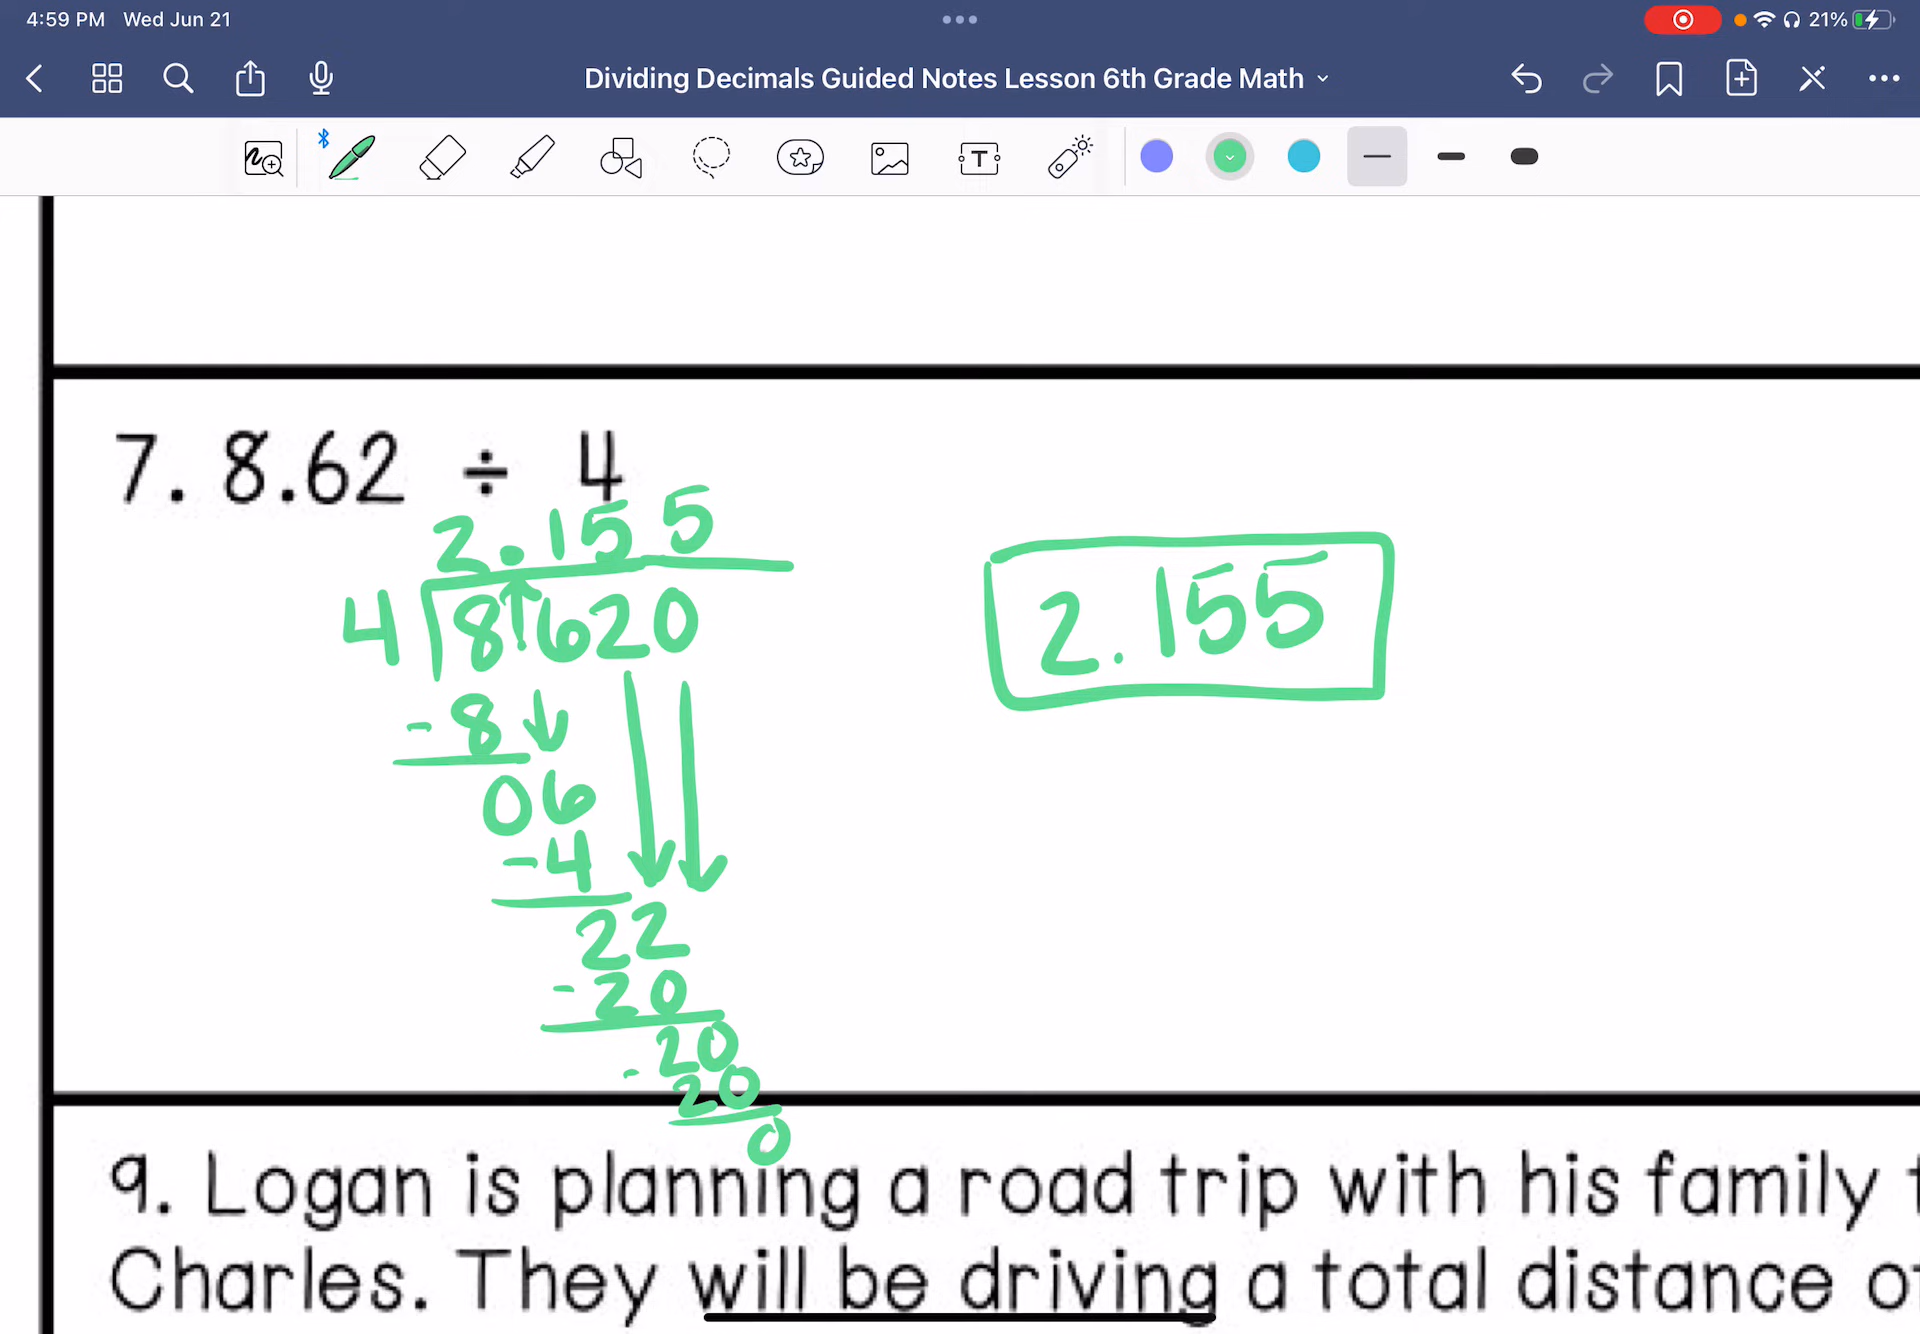 4:59 PM Wed Jun 21
21%
Dividing Decimals Guided Notes Lesson 6th Grade Math
T
7. 8.62 ÷ 4
2.155
4 8.620
-8
06
-4
22
-20
20
-20
0
2.155
9. Logan is planning a road trip with his family
Charles. They will be driving a total distance